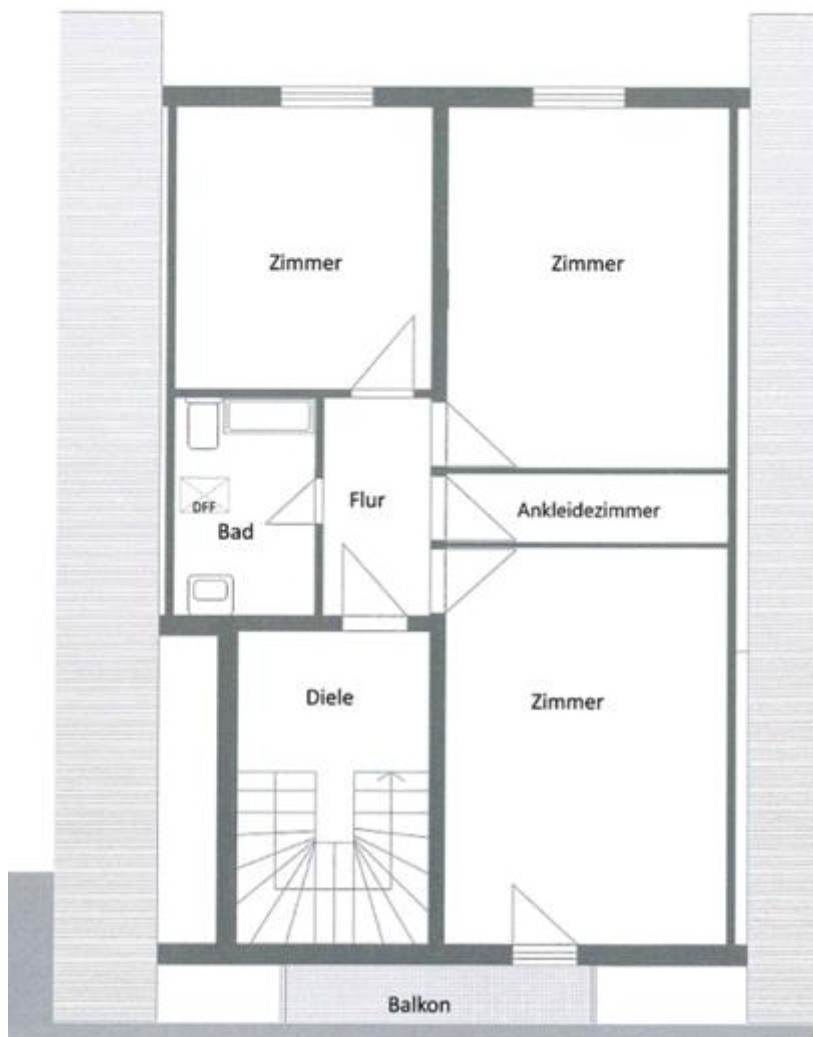 Zimmer
Zimmer
Flur
DFF
Bad
Ankleidezimmer
Diele
Zimmer
Balkon